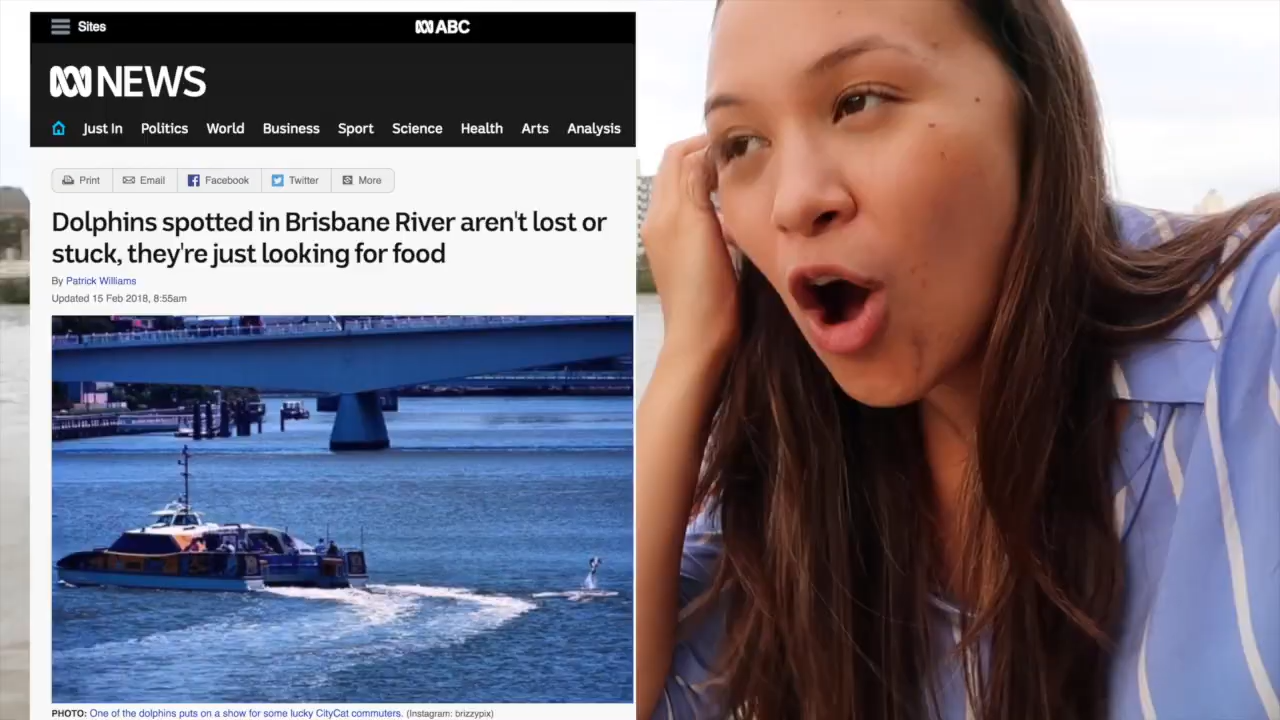 Sites
ABC
NEWS
Just In Politics World Business Sport Science Health Arts Analysis
Print Email Facebook Twitter More
Dolphins spotted in Brisbane River aren't lost or
stuck, they're just looking for food
By Patrick Williams
Updated 15 Feb 2018, 8:55am
PHOTO: One of the dolphins puts on a show for some lucky CityCat commuters. (Instagram: brizzypix)